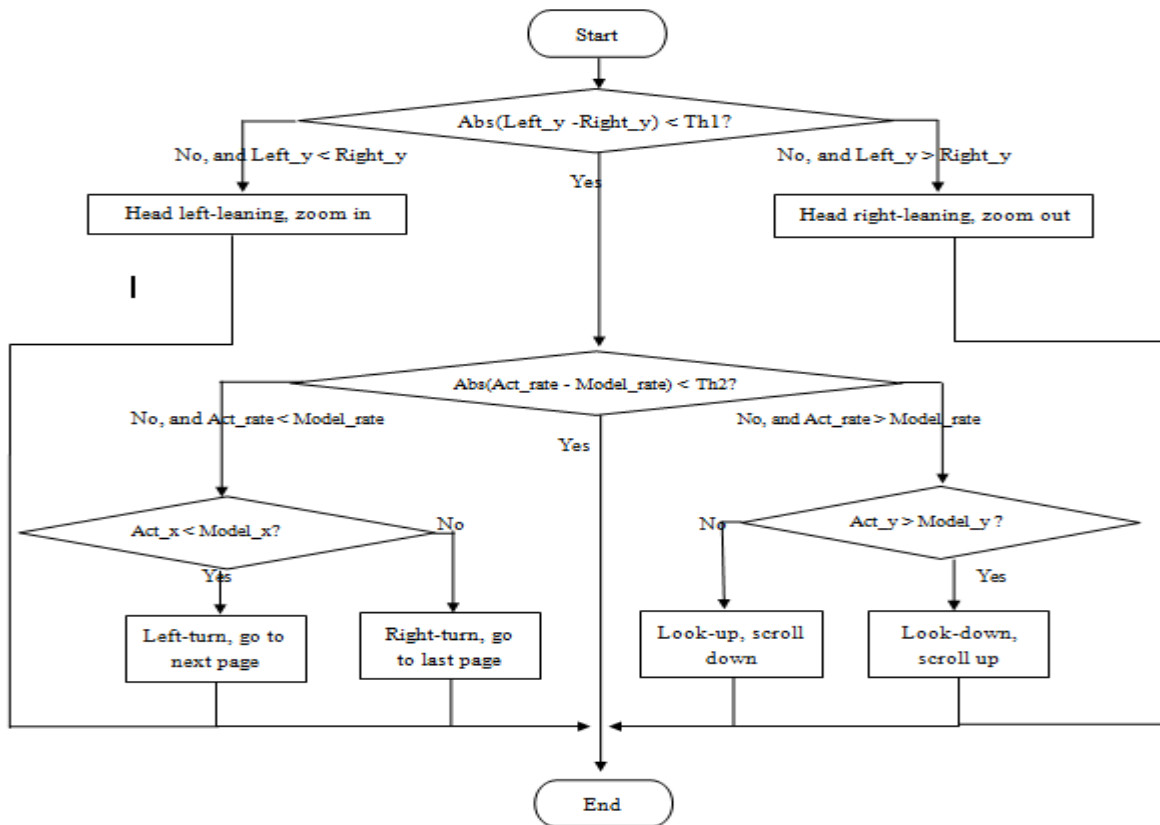 Start
Abs(Left_y -Right_y) < Th1?
No, and Left_y < Right_y
No, and Left_y > Right_y
Yes
Head left-leaning, zoom in
Head right-leaning, zoom out
Abs(Act_rate - Model_rate) < Th2?
No, and Act_rate < Model_rate
No, and Act_rate > Model_rate
Yes
Act_x < Model_x?
No
No
Act_y > Model_y ?
Yes
Yes
Left-turn, go to
next page
Right-turn, go
to last page
Look-up, scroll
down
Look-down,
scroll up
End